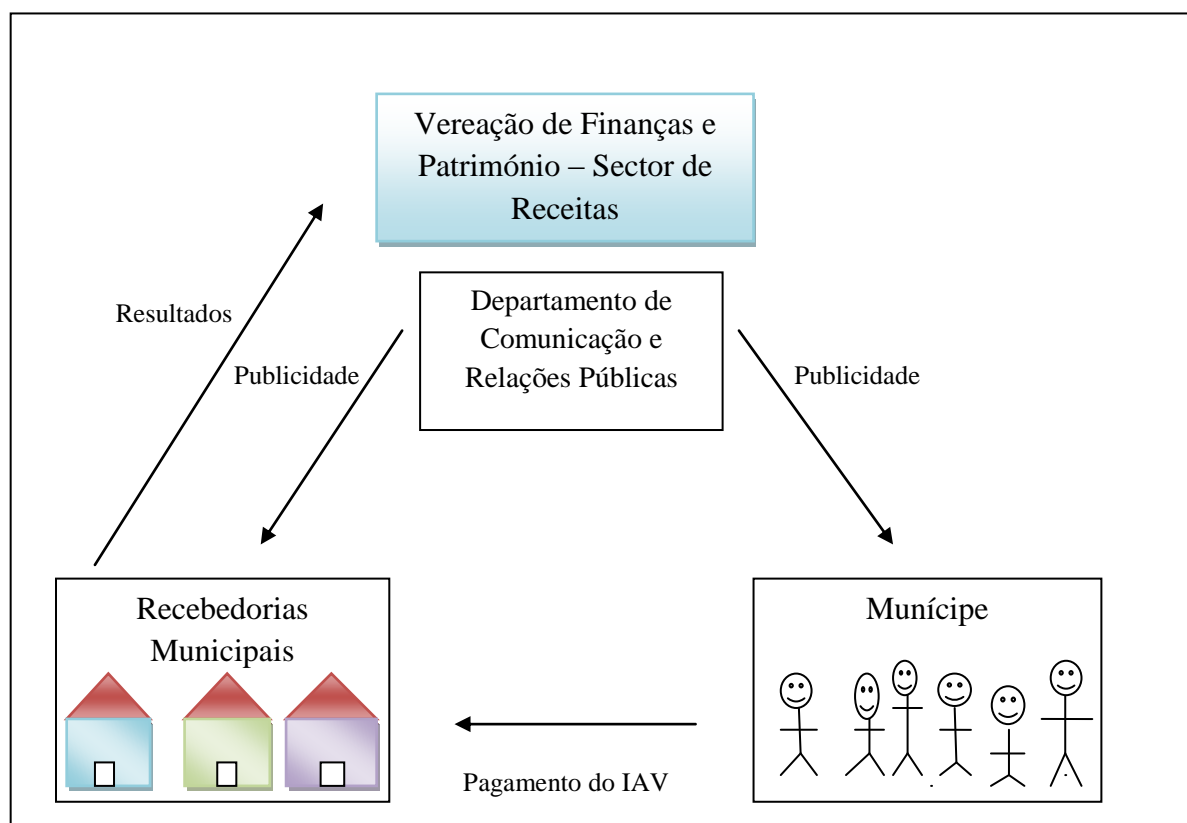 Vereação de Finanças e
Património – Sector de
Receitas
Departamento de
Comunicação e
Relações Públicas
Resultados
Publicidade
Publicidade
Recebedorias
Municipais
Munícipe
Pagamento do IAV